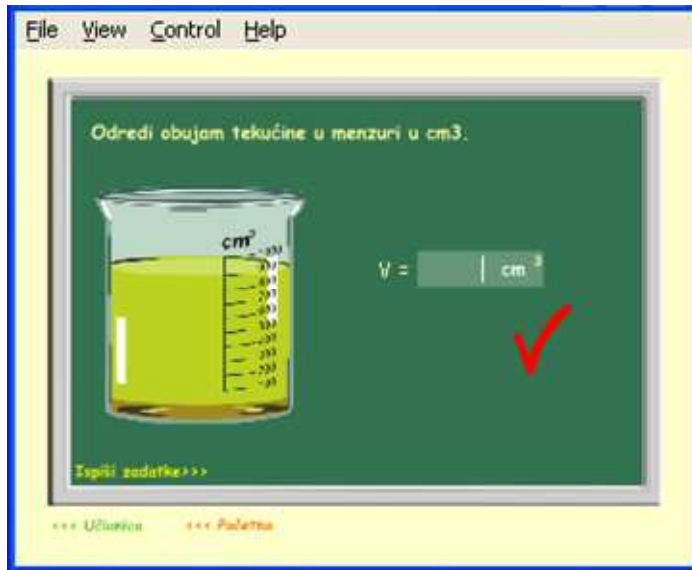 File View Control Help
Odredi obujam tekućine u menzuri u cm3.
cm3
V = cm 3
Ispiši zadatke>>>
<<< Učionica <<< Početna